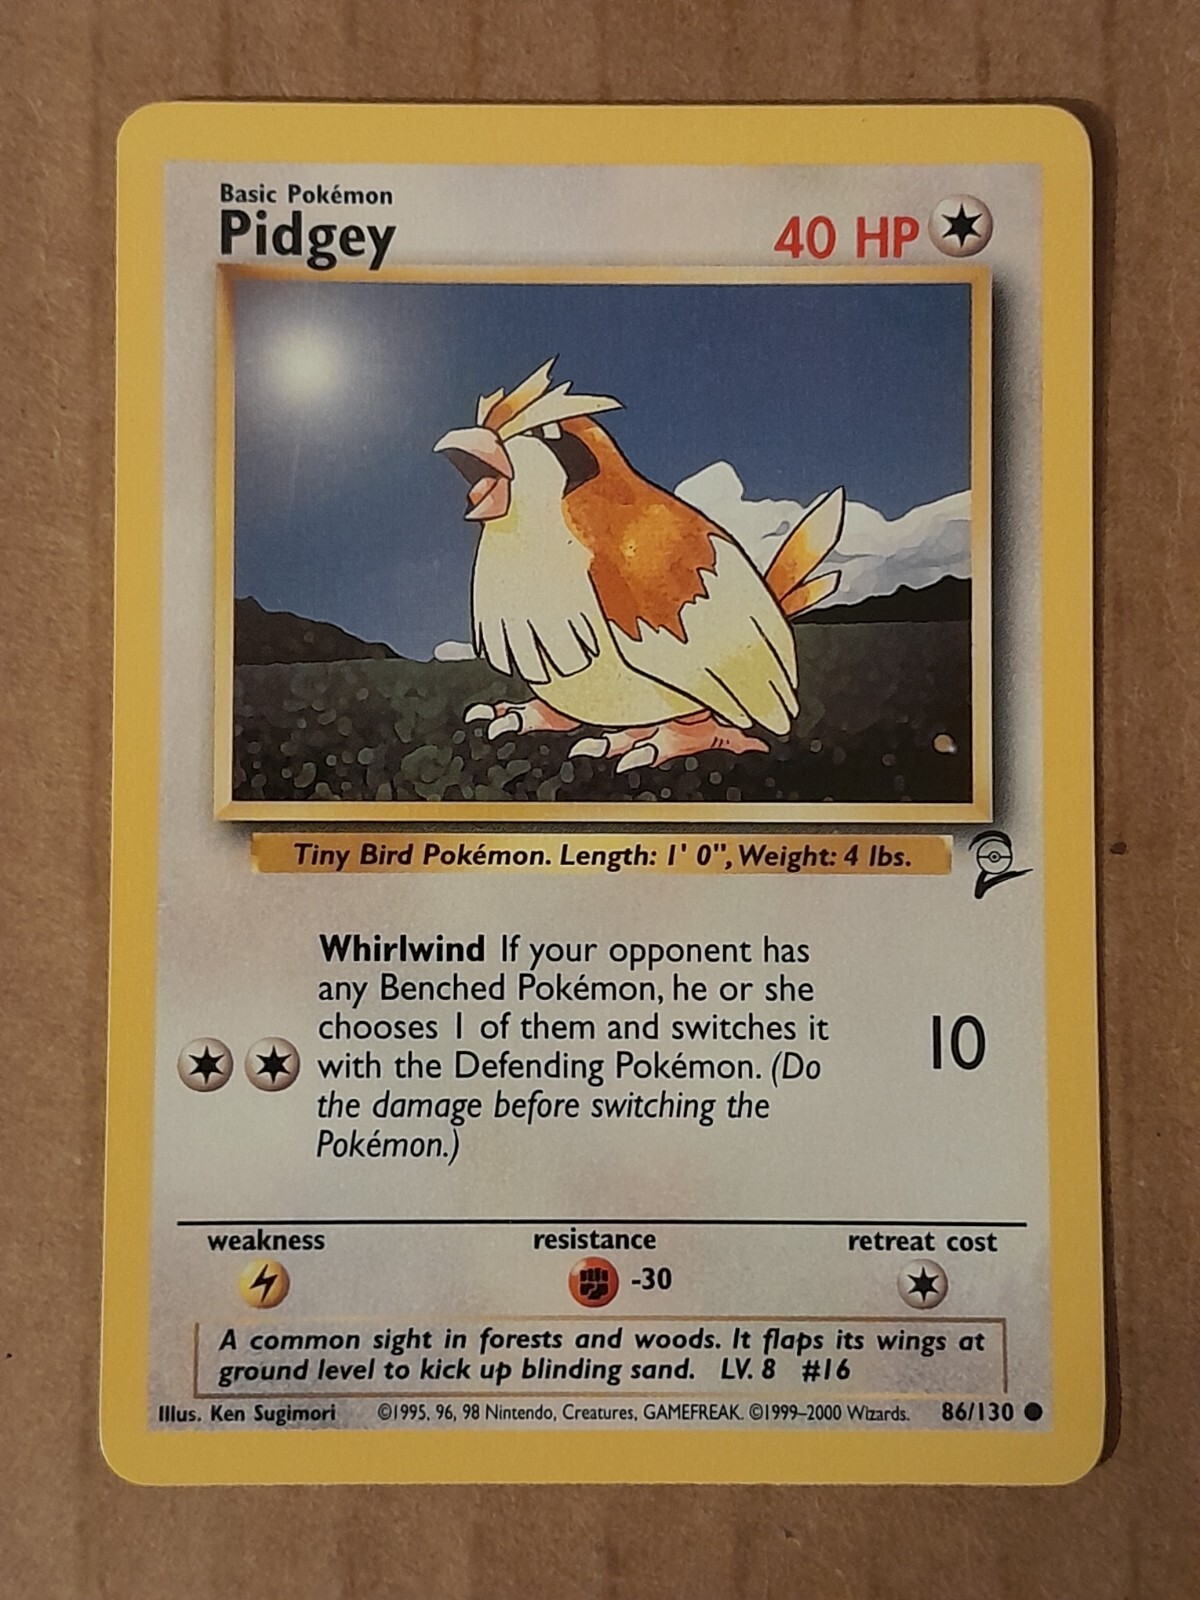 Basic Pokémon
Pidgey
40 HP
Tiny Bird Pokémon. Length: 1' 0", Weight: 4 lbs.
Whirlwind If your opponent has
any Benched Pokémon, he or she
chooses 1 of them and switches it
with the Defending Pokémon. (Do
the damage before switching the
Pokémon.)
10
weakness resistance retreat cost
-30
A common sight in forests and woods. It flaps its wings at
ground level to kick up blinding sand. LV. 8 #16
Illus. Ken Sugimori ©1995, 96, 98 Nintendo, Creatures, GAMEFREAK. ©1999–2000 Wizards. 86/130